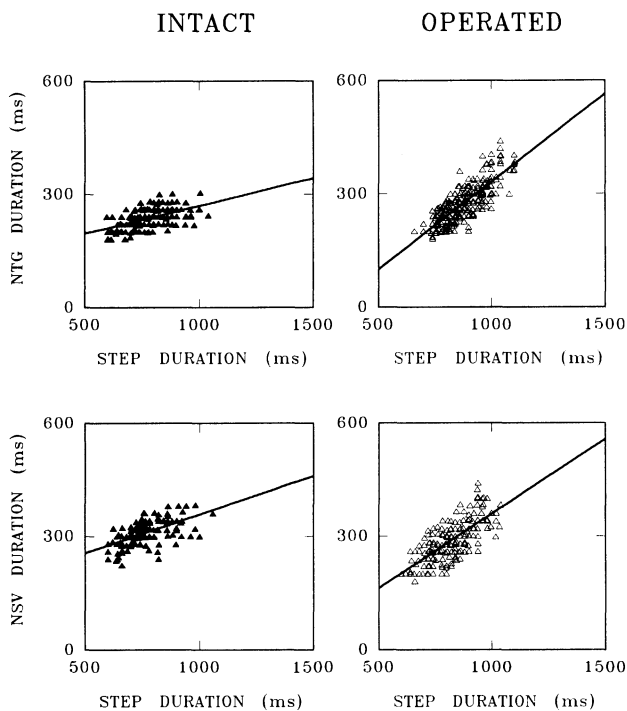 INTACT OPERATED
NTG DURATION (ms)
600
300
0
500 1000 1500
STEP DURATION (ms)
600
300
0
500 1000 1500
STEP DURATION (ms)
NSV DURATION (ms)
600
300
0
500 1000 1500
STEP DURATION (ms)
600
300
0
500 1000 1500
STEP DURATION (ms)